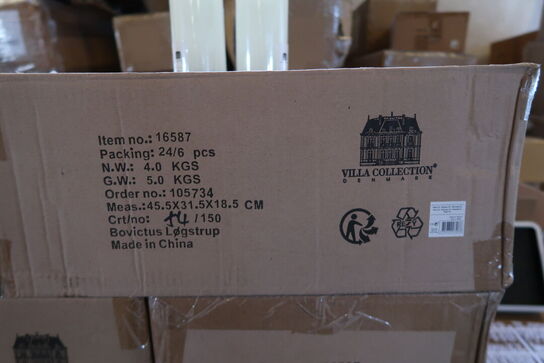 Item no.: 16587
Packing: 24/6 pcs
N.W.: 4.0 KGS
G.W.: 5.0 KGS
Order no.: 105734
Meas.:45.5X31.5X18.5 CM
Crt/no: 14 /150
Bovictus Løgstrup
Made in China
VILLA COLLECTION
DENMARK